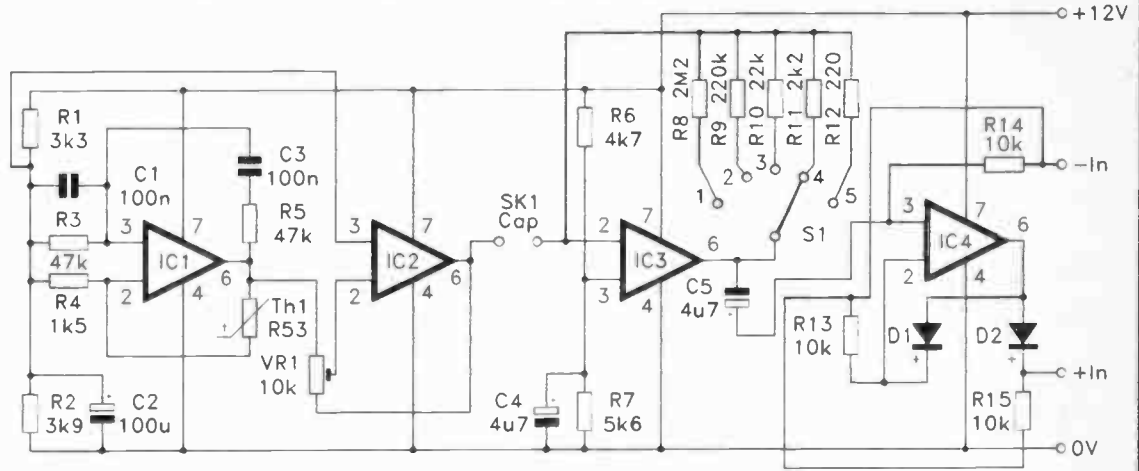 +12V
R1
3k3
C1
100n
R3
47k
R4
1k5
R2
3k9
C2
100u
3
2
IC1
7
6
4
C3
100n
R5
47k
Th1
R53
VR1
10k
3
2
IC2
7
6
4
SK1
Cap
R6
4k7
2
3
IC3
7
6
4
C4
4u7
R7
5k6
R8 2M2
R9 220k
R10 22k
R11 2k2
R12 220
1
2
3
4
5
S1
C5
4u7
R14
10k
-In
3
2
IC4
7
6
4
R13
10k
D1
D2
+In
R15
10k
0V